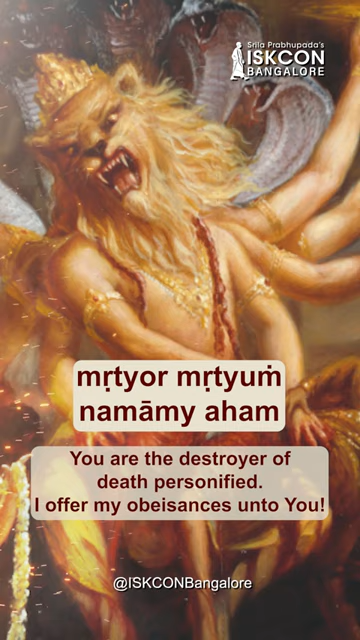 Srila Prabhupada's
ISKCON
BANGALORE
mṛtyor mṛtyuṁ
namāmy aham
You are the destroyer of
death personified.
I offer my obeisances unto You!
@ISKCONBangalore